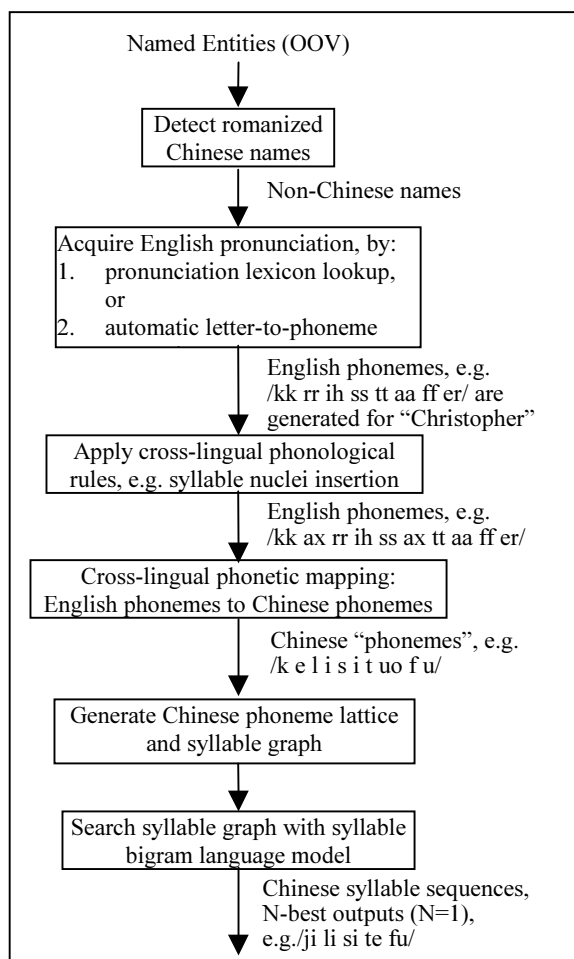 Named Entities (OOV)
Detect romanized
Chinese names
Non-Chinese names
Acquire English pronunciation, by:
1. pronunciation lexicon lookup,
or
2. automatic letter-to-phoneme
English phonemes, e.g.
/kk rr ih ss tt aa ff er/ are
generated for “Christopher”
Apply cross-lingual phonological
rules, e.g. syllable nuclei insertion
English phonemes, e.g.
/kk ax rr ih ss ax tt aa ff er/
Cross-lingual phonetic mapping:
English phonemes to Chinese phonemes
Chinese “phonemes”, e.g.
/k e l i s i t uo f u/
Generate Chinese phoneme lattice
and syllable graph
Search syllable graph with syllable
bigram language model
Chinese syllable sequences,
N-best outputs (N=1),
e.g./ji li si te fu/